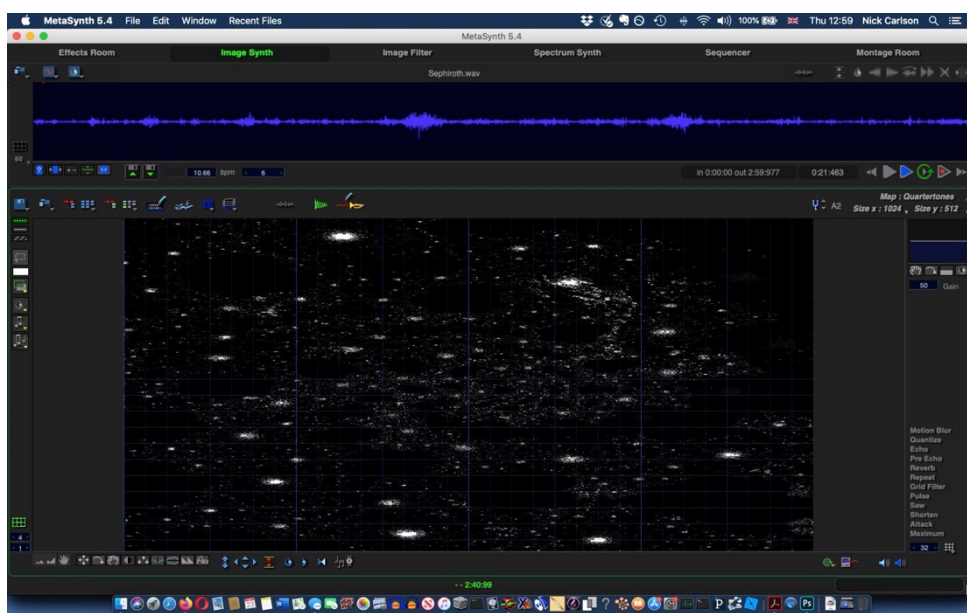 MetaSynth 5.4 File Edit Window Recent Files 100% Thu 12:59 Nick Carlson
MetaSynth 5.4
Effects Room Image Synth Image Filter Spectrum Synth Sequencer Montage Room
Sephiroth.wav
60
10.66 bpm 6 in 0:00:00 out 2:59:977 0:21:463
Map : Quartertones
A2 Size x : 1024 Size y : 512
50 Gain
Motion Blur
Quantize
Echo
Pre Echo
Reverb
Repeat
Grid Filter
Pulse
Saw
Shorten
Attack
Maximum
4 32
1
- - 2:40:99